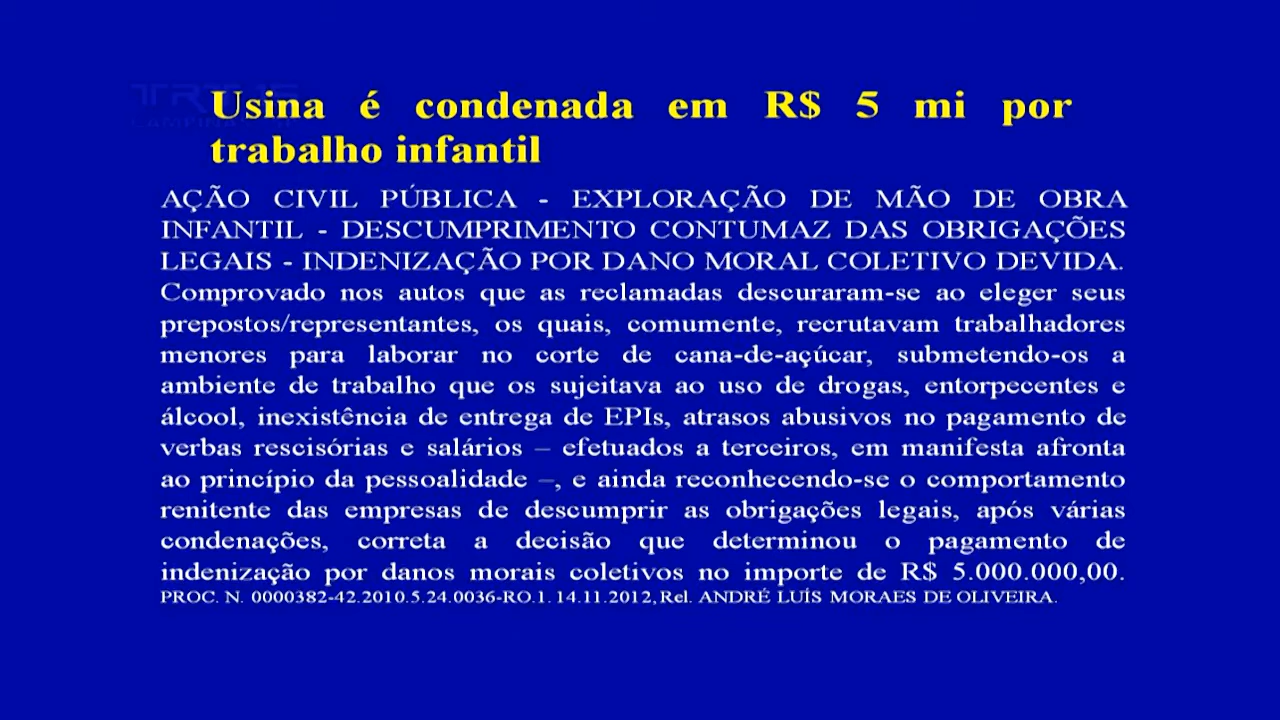 Usina é condenada em R$ 5 mi por
trabalho infantil
AÇÃO CIVIL PÚBLICA - EXPLORAÇÃO DE MÃO DE OBRA
INFANTIL - DESCUMPRIMENTO CONTUMAZ DAS OBRIGAÇÕES
LEGAIS - INDENIZAÇÃO POR DANO MORAL COLETIVO DEVIDA.
Comprovado nos autos que as reclamadas descuraram-se ao eleger seus
prepostos/representantes, os quais, comumente, recrutavam trabalhadores
menores para laborar no corte de cana-de-açúcar, submetendo-os a
ambiente de trabalho que os sujeitava ao uso de drogas, entorpecentes e
álcool, inexistência de entrega de EPIs, atrasos abusivos no pagamento de
verbas rescisórias e salários – efetuados a terceiros, em manifesta afronta
ao princípio da pessoalidade –, e ainda reconhecendo-se o comportamento
renitente das empresas de descumprir as obrigações legais, após várias
condenações, correta a decisão que determinou o pagamento de
indenização por danos morais coletivos no importe de R$ 5.000.000,00.
PROC. N. 0000382-42.2010.5.24.0036-RO.1. 14.11.2012, Rel. ANDRÉ LUÍS MORAES DE OLIVEIRA.